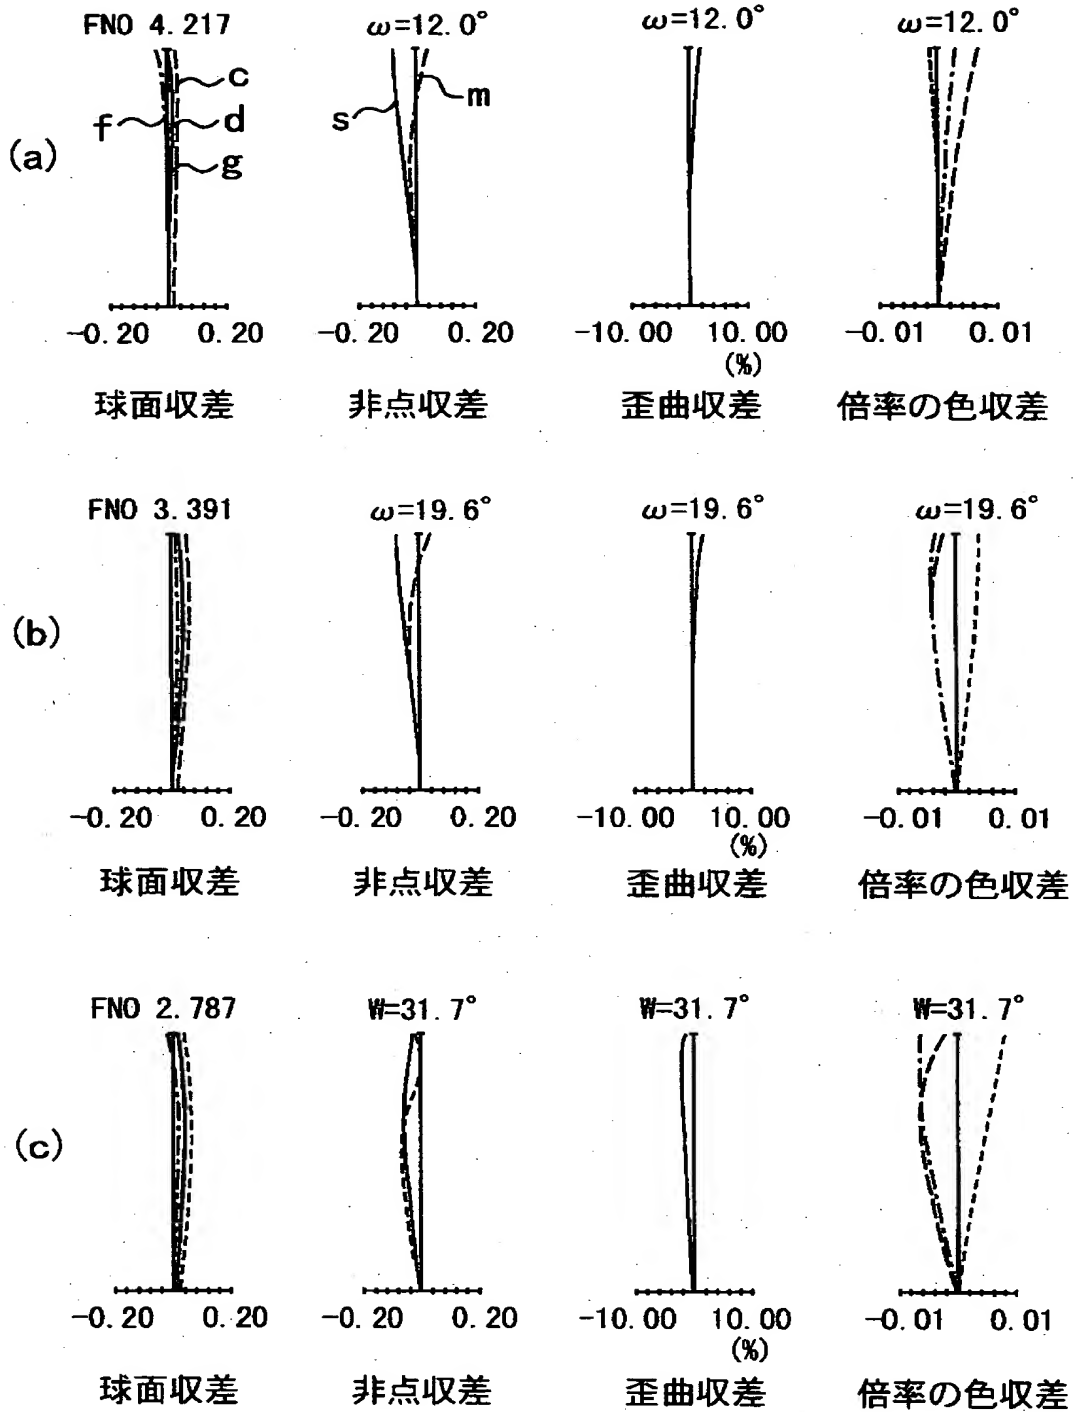 FNO 4.217 ω=12.0° ω=12.0° ω=12.0°
c
f d
s m
g
(a)
-0.20 0.20 -0.20 0.20 -10.00 10.00 -0.01 0.01
(%)
球面収差 非点収差 歪曲収差 倍率の色収差
FNO 3.391 ω=19.6° ω=19.6° ω=19.6°
(b)
-0.20 0.20 -0.20 0.20 -10.00 10.00 -0.01 0.01
(%)
球面収差 非点収差 歪曲収差 倍率の色収差
FNO 2.787 W=31.7° W=31.7° W=31.7°
(c)
-0.20 0.20 -0.20 0.20 -10.00 10.00 -0.01 0.01
(%)
球面収差 非点収差 歪曲収差 倍率の色収差